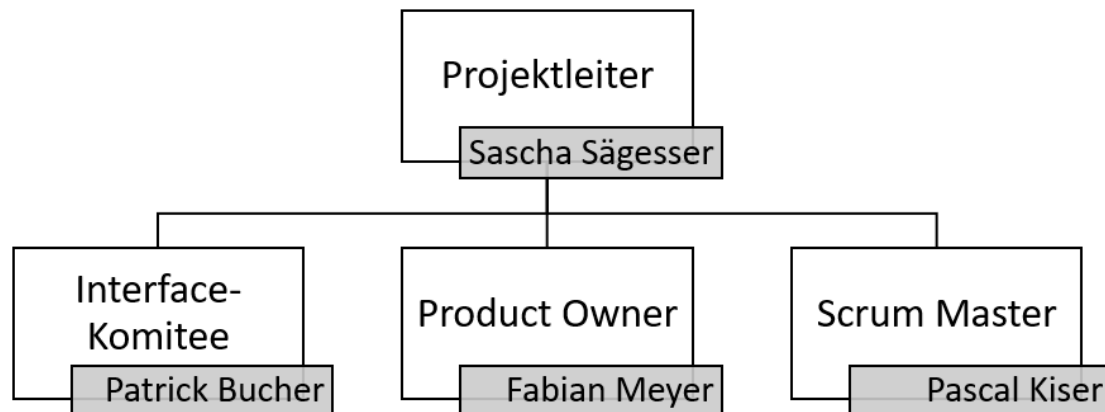 Projektleiter
Sascha Sägesser
Interface-
Komitee
Patrick Bucher
Product Owner
Fabian Meyer
Scrum Master
Pascal Kiser